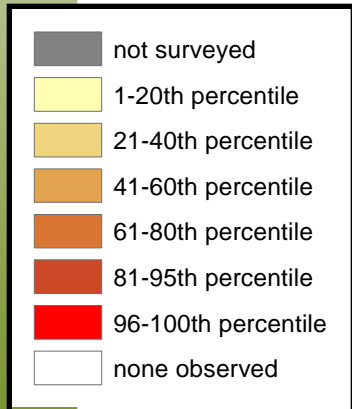 not surveyed
1-20th percentile
21-40th percentile
41-60th percentile
61-80th percentile
81-95th percentile
96-100th percentile
none observed